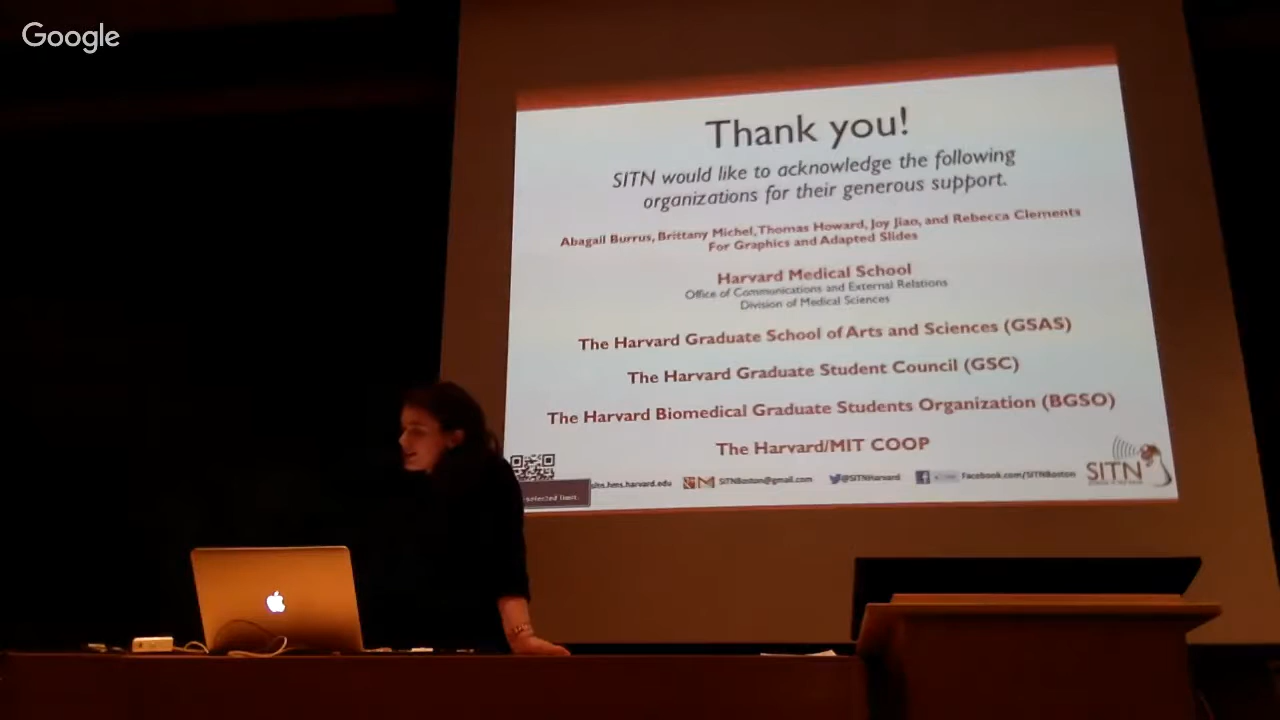 Google
Thank you!
SITN would like to acknowledge the following
organizations for their generous support.
Abagail Burrus, Brittany Michel, Thomas Howard, Joy Jiao, and Rebecca Clements
For Graphics and Adapted Slides
Harvard Medical School
Office of Communications and External Relations
Division of Medical Sciences
The Harvard Graduate School of Arts and Sciences (GSAS)
The Harvard Graduate Student Council (GSC)
The Harvard Biomedical Graduate Students Organization (BGSO)
The Harvard/MIT COOP
.hms.harvard.edu SITNBoston@gmail.com @SITNHarvard Facebook.com/SITNBoston
SITN
selected input.